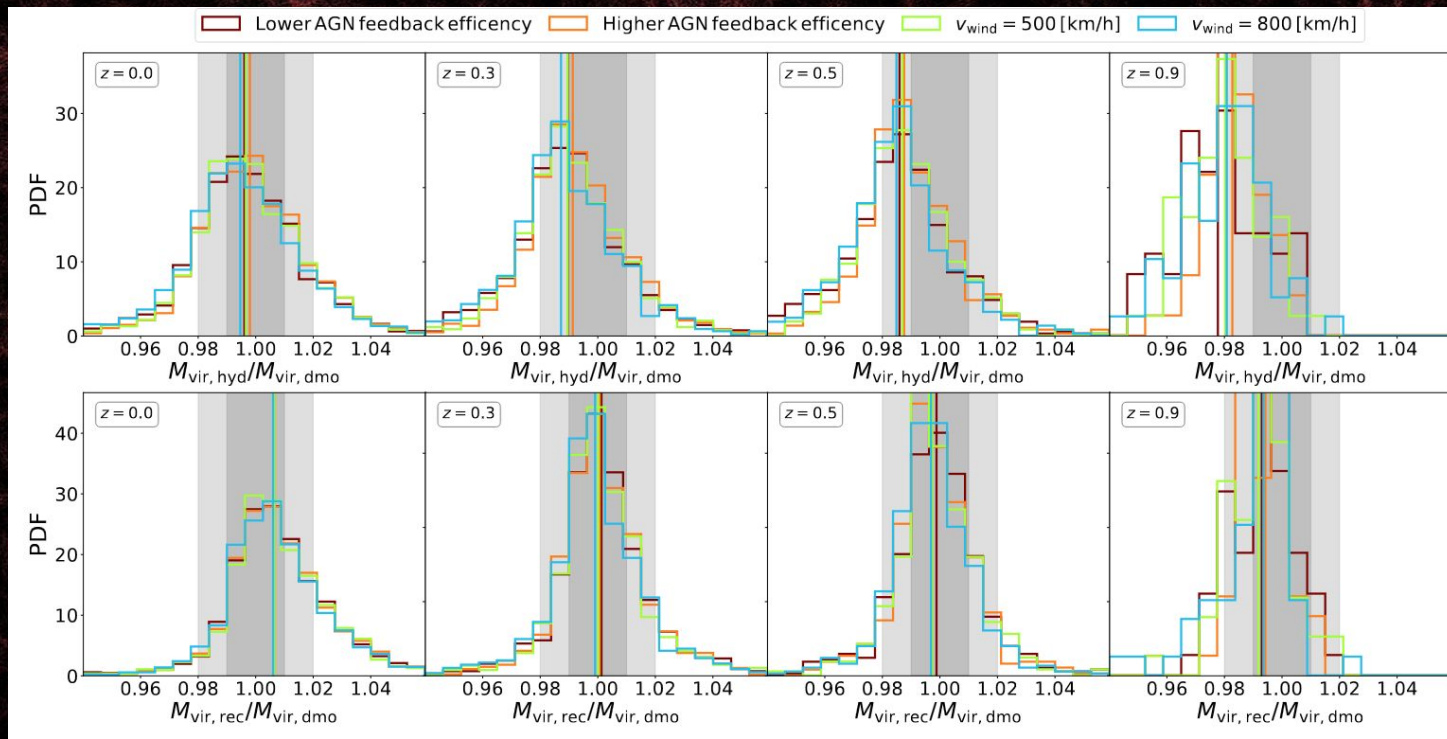 Lower AGN feedback efficency Higher AGN feedback efficency v_wind = 500 [km/h] v_wind = 800 [km/h]
z = 0.0 z = 0.3 z = 0.5 z = 0.9
PDF
30
20
10
0
0.96 0.98 1.00 1.02 1.04 0.96 0.98 1.00 1.02 1.04 0.96 0.98 1.00 1.02 1.04 0.96 0.98 1.00 1.02 1.04
M_vir, hyd/M_vir, dmo M_vir, hyd/M_vir, dmo M_vir, hyd/M_vir, dmo M_vir, hyd/M_vir, dmo
z = 0.0 z = 0.3 z = 0.5 z = 0.9
PDF
40
30
20
10
0
0.96 0.98 1.00 1.02 1.04 0.96 0.98 1.00 1.02 1.04 0.96 0.98 1.00 1.02 1.04 0.96 0.98 1.00 1.02 1.04
M_vir, rec/M_vir, dmo M_vir, rec/M_vir, dmo M_vir, rec/M_vir, dmo M_vir, rec/M_vir, dmo